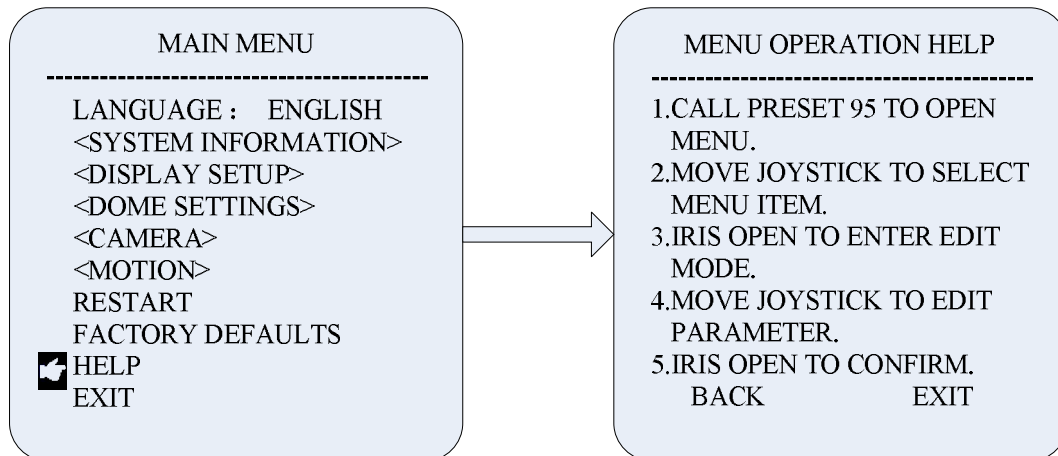 MAIN MENU
LANGUAGE： ENGLISH
<SYSTEM INFORMATION>
<DISPLAY SETUP>
<DOME SETTINGS>
<CAMERA>
<MOTION>
RESTART
FACTORY DEFAULTS
HELP
EXIT
MENU OPERATION HELP
1.CALL PRESET 95 TO OPEN
MENU.
2.MOVE JOYSTICK TO SELECT
MENU ITEM.
3.IRIS OPEN TO ENTER EDIT
MODE.
4.MOVE JOYSTICK TO EDIT
PARAMETER.
5.IRIS OPEN TO CONFIRM.
BACK EXIT